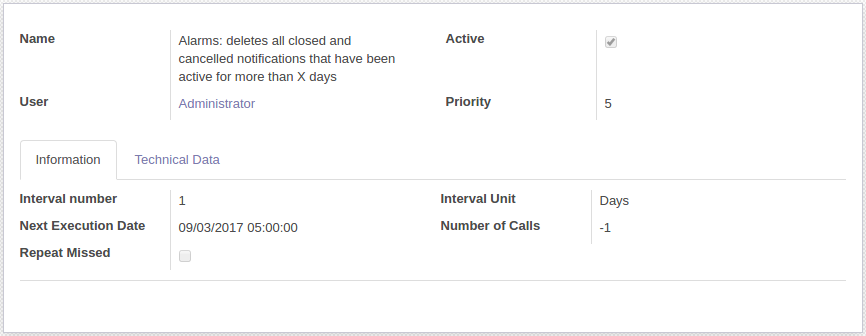 Name
Alarms: deletes all closed and
cancelled notifications that have been
active for more than X days
Active
User
Administrator
Priority
5
Information
Technical Data
Interval number
1
Interval Unit
Days
Next Execution Date
09/03/2017 05:00:00
Number of Calls
-1
Repeat Missed